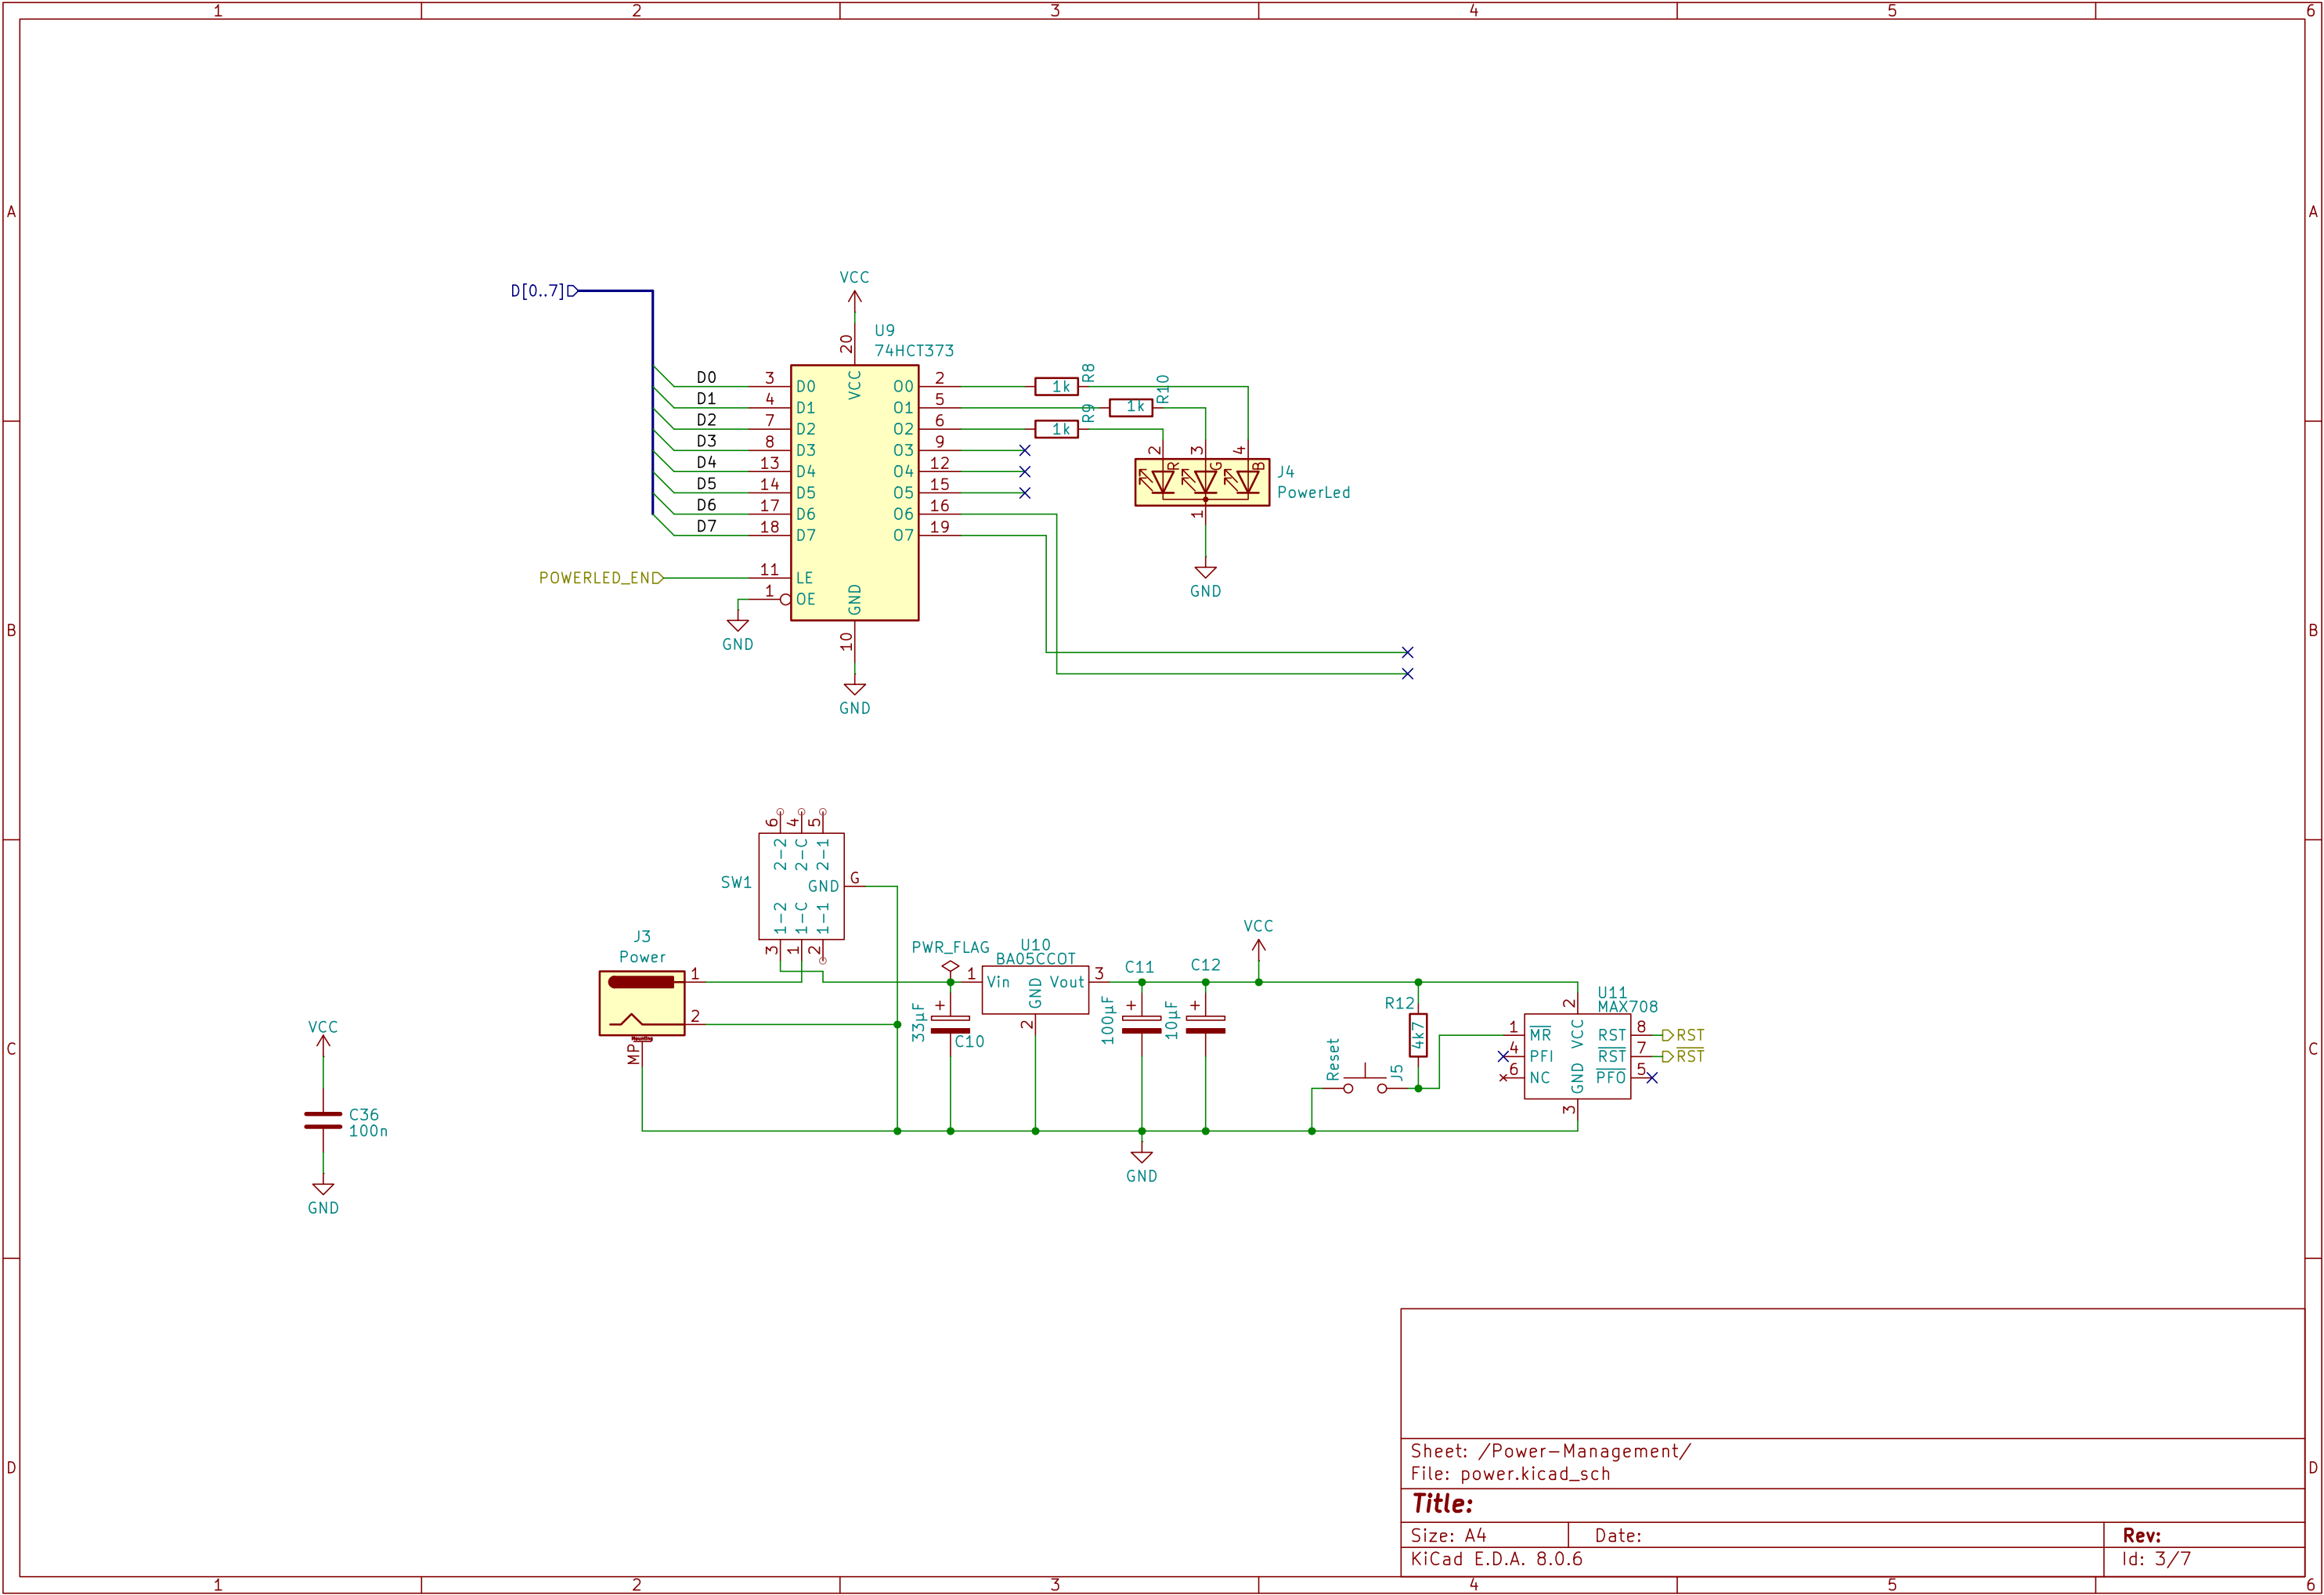 1 2 3 4 5 6
A A
B B
C C
D D
D[0..7]
VCC
U9
74HCT373
20
VCC
D0 3 D0 O0 2 1k R8
D1 4 D1 O1 5 1k R10
D2 7 D2 O2 6 1k R9
D3 8 D3 O3 9
D4 13 D4 O4 12
D5 14 D5 O5 15
D6 17 D6 O6 16
D7 18 D7 O7 19
POWERLED_EN 11 LE
1 OE
GND
GND
10
GND
2 3 4
R G B
J4
PowerLed
1
GND
6 4 5
2-2 2-C 2-1
SW1
GND G
1-2 1-C 1-1
3 1 2
J3
Power
1
2
Mounting
MP
PWR_FLAG
U10
BA05CCOT
1 Vin Vout 3
GND
2
33µF
C10
C11
100µF
C12
10µF
VCC
GND
R12
4k7
Reset
J5
U11
MAX708
2
VCC
1 MR RST 8 RST
4 PFI RST 7 RST
6 NC PFO 5
GND
3
VCC
C36
100n
GND
Sheet: /Power-Management/
File: power.kicad_sch
Title:
Size: A4 Date: Rev:
KiCad E.D.A. 8.0.6 Id: 3/7
1 2 3 4 5 6